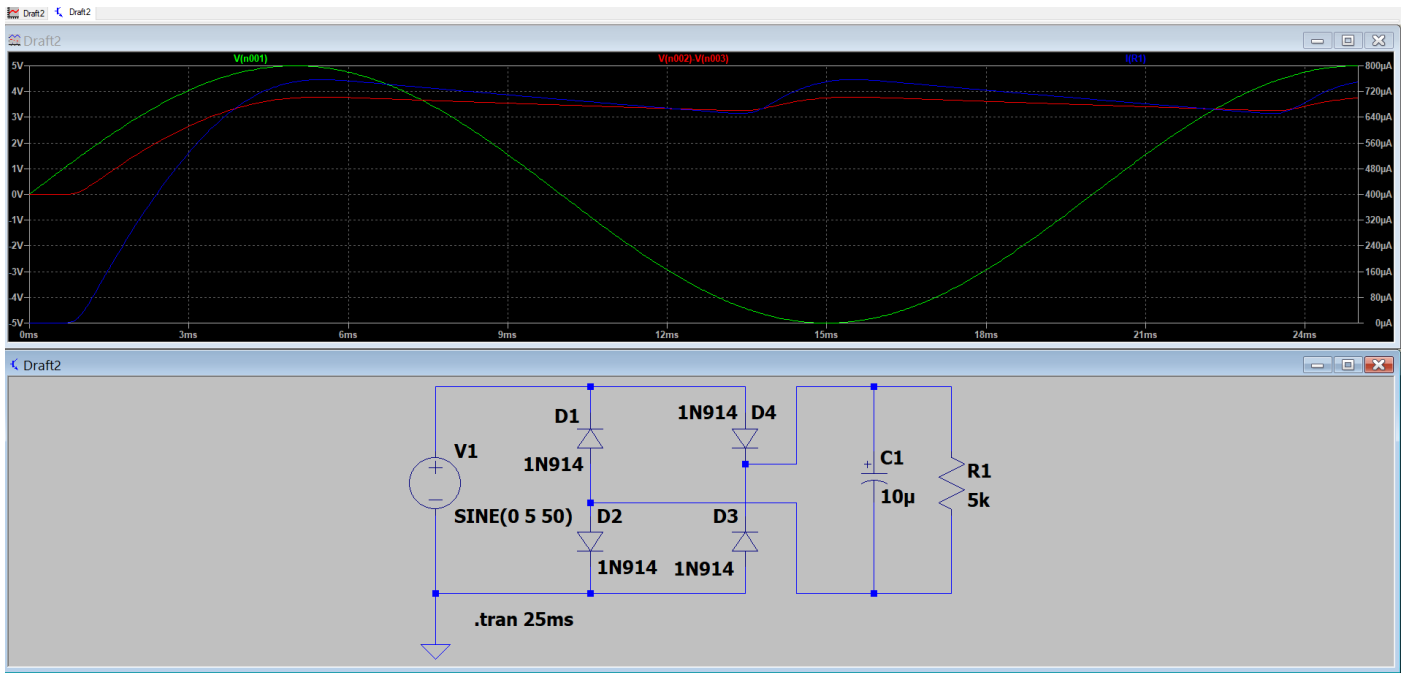 Draft2 Draft2
Draft2
V(n001) V(n002).V(n003) I(R1)
5V 800µA
4V 720µA
3V 640µA
2V 560µA
1V 480µA
0V 400µA
-1V 320µA
-2V 240µA
-3V 160µA
-4V 80µA
-5V 0µA
0ms 3ms 6ms 9ms 12ms 15ms 18ms 21ms 24ms
Draft2
D1 1N914 D4
V1 1N914 C1
+ + R1
10µ
5k
SINE(0 5 50) D2 D3
1N914 1N914
.tran 25ms